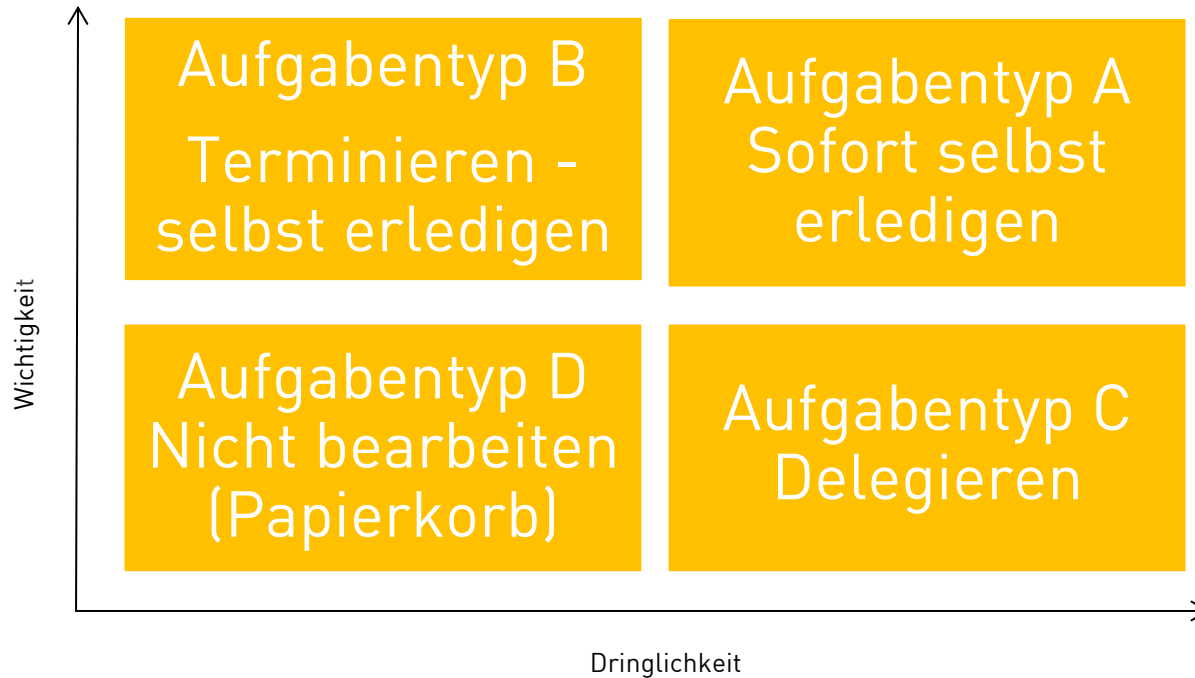 Aufgabentyp B
Terminieren -
selbst erledigen
Aufgabentyp A
Sofort selbst
erledigen
Wichtigkeit
Aufgabentyp D
Nicht bearbeiten
(Papierkorb)
Aufgabentyp C
Delegieren
Dringlichkeit